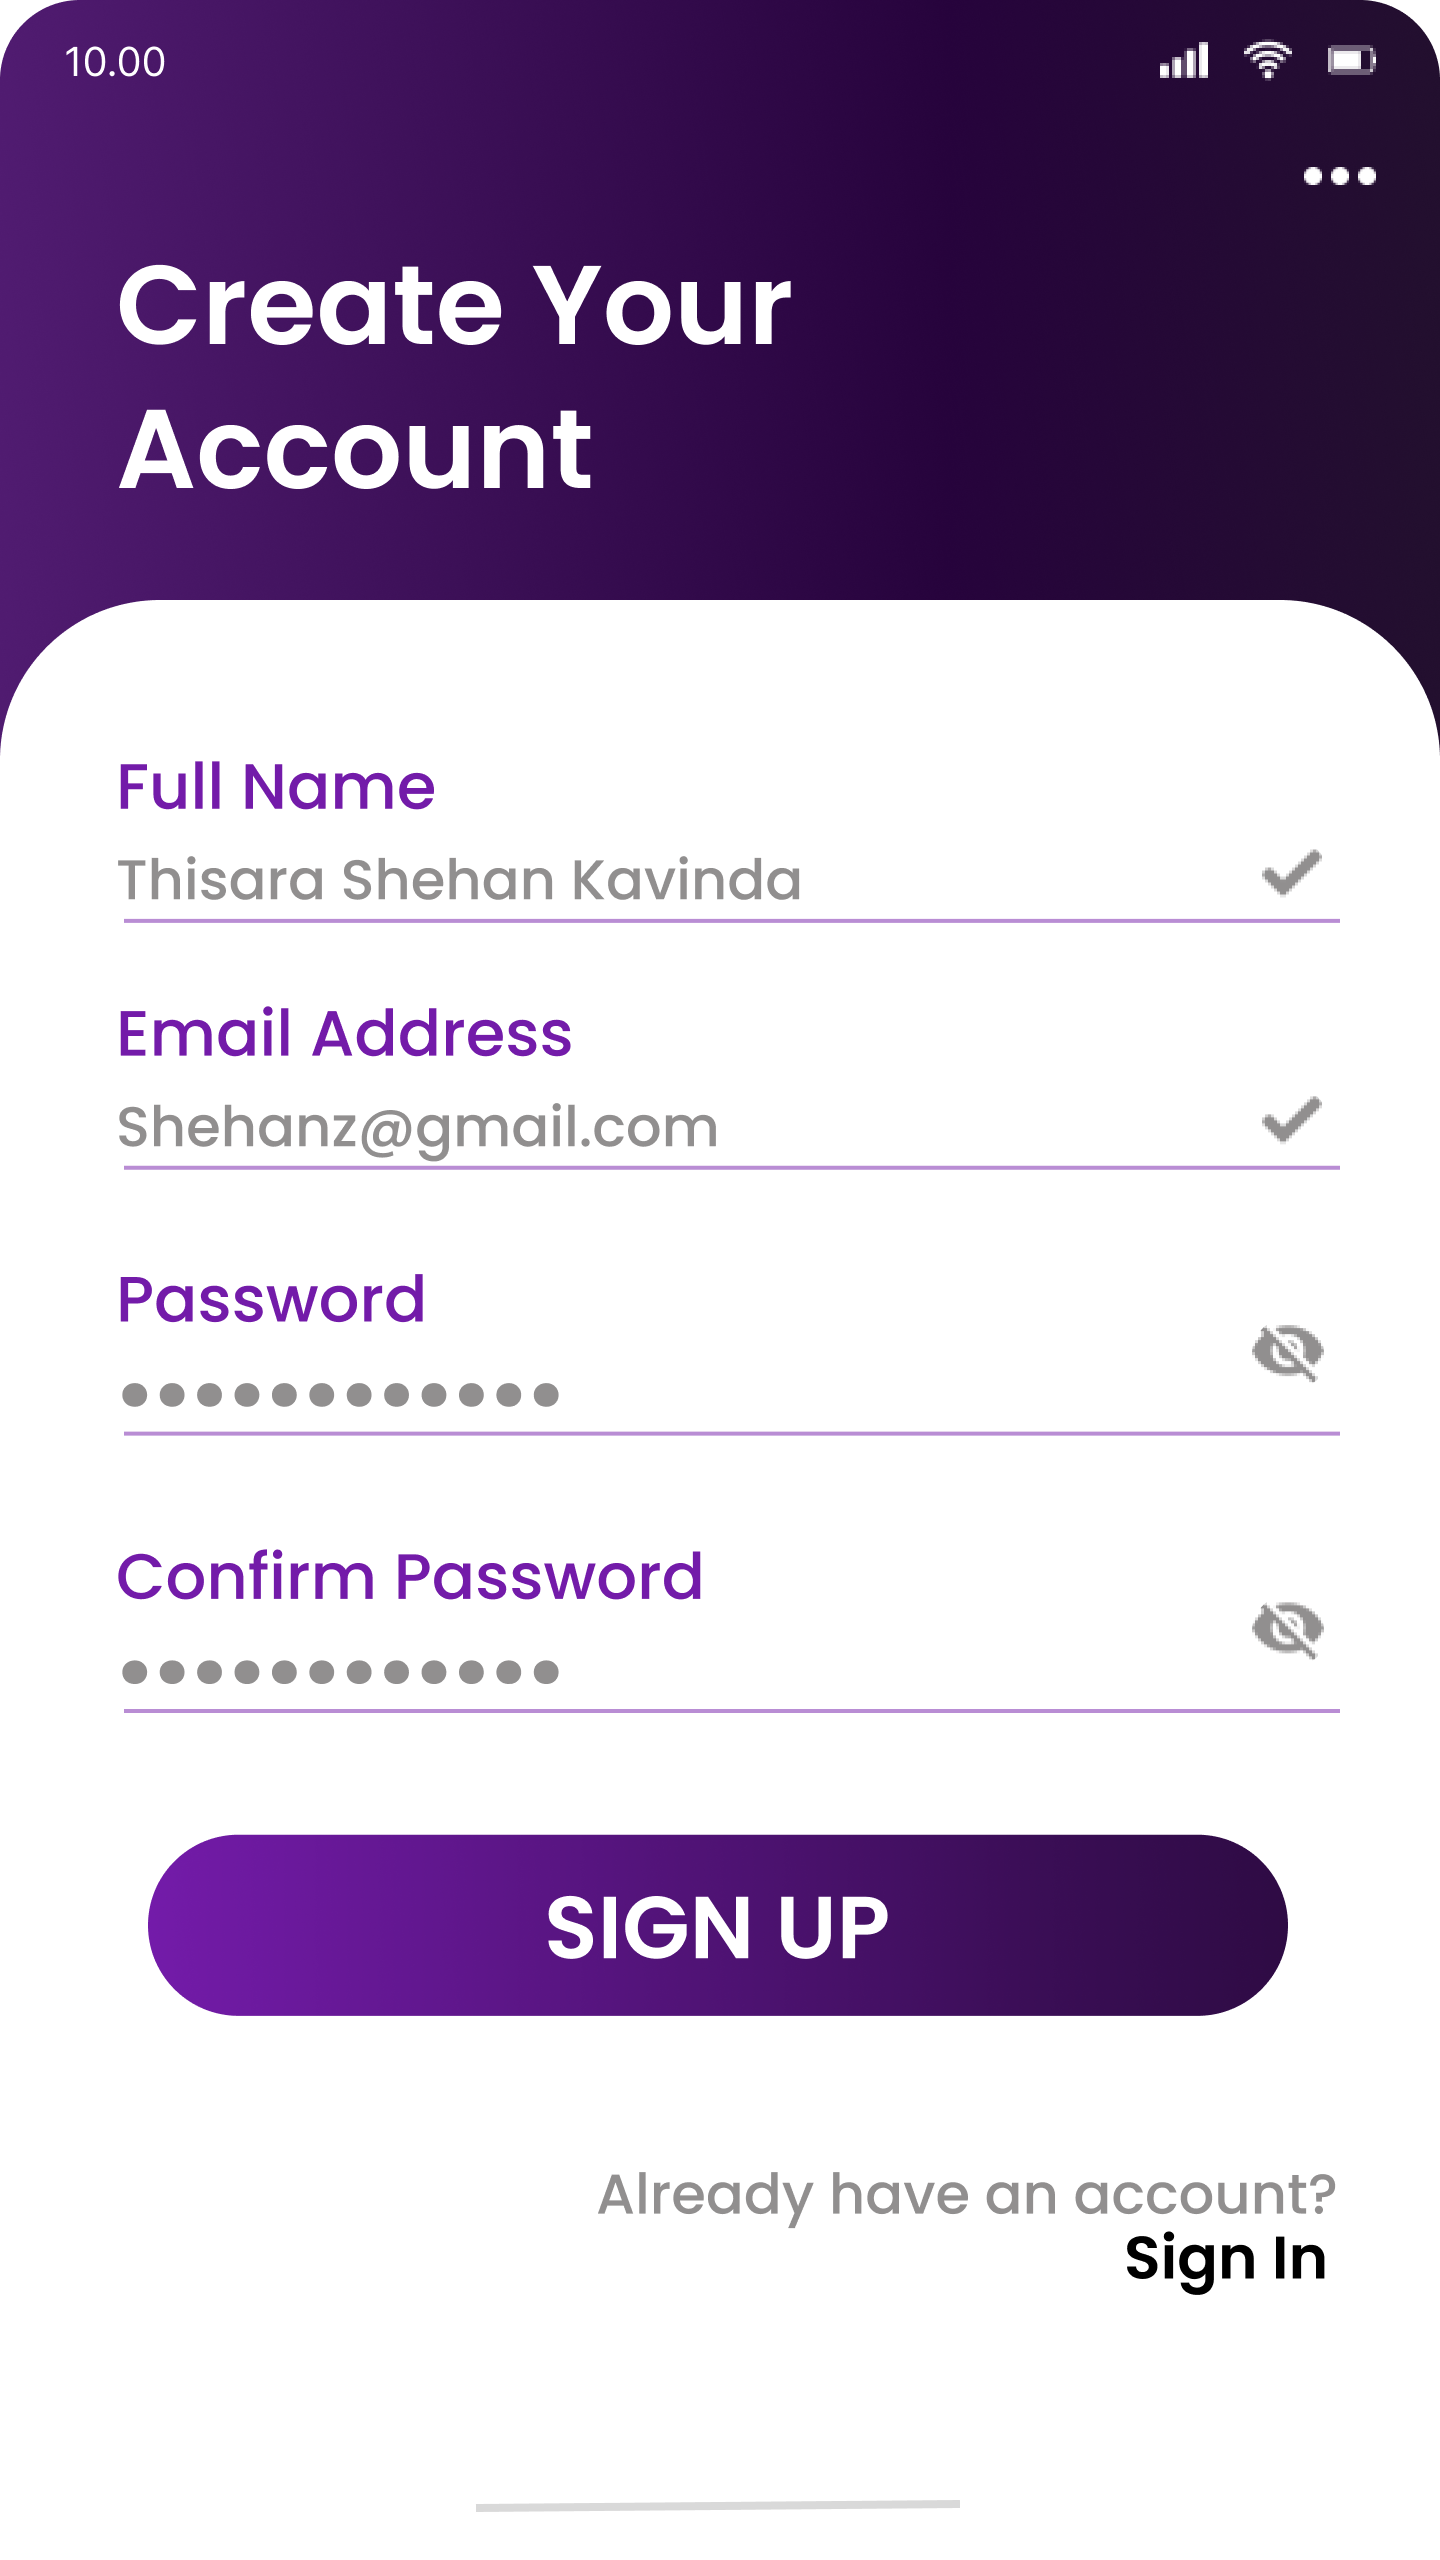 10.00
Create Your
Account
Full Name
Thisara Shehan Kavinda
Email Address
Shehanz@gmail.com
Password
●●●●●●●●●●●●
Confirm Password
●●●●●●●●●●●●
SIGN UP
Already have an account?
Sign In